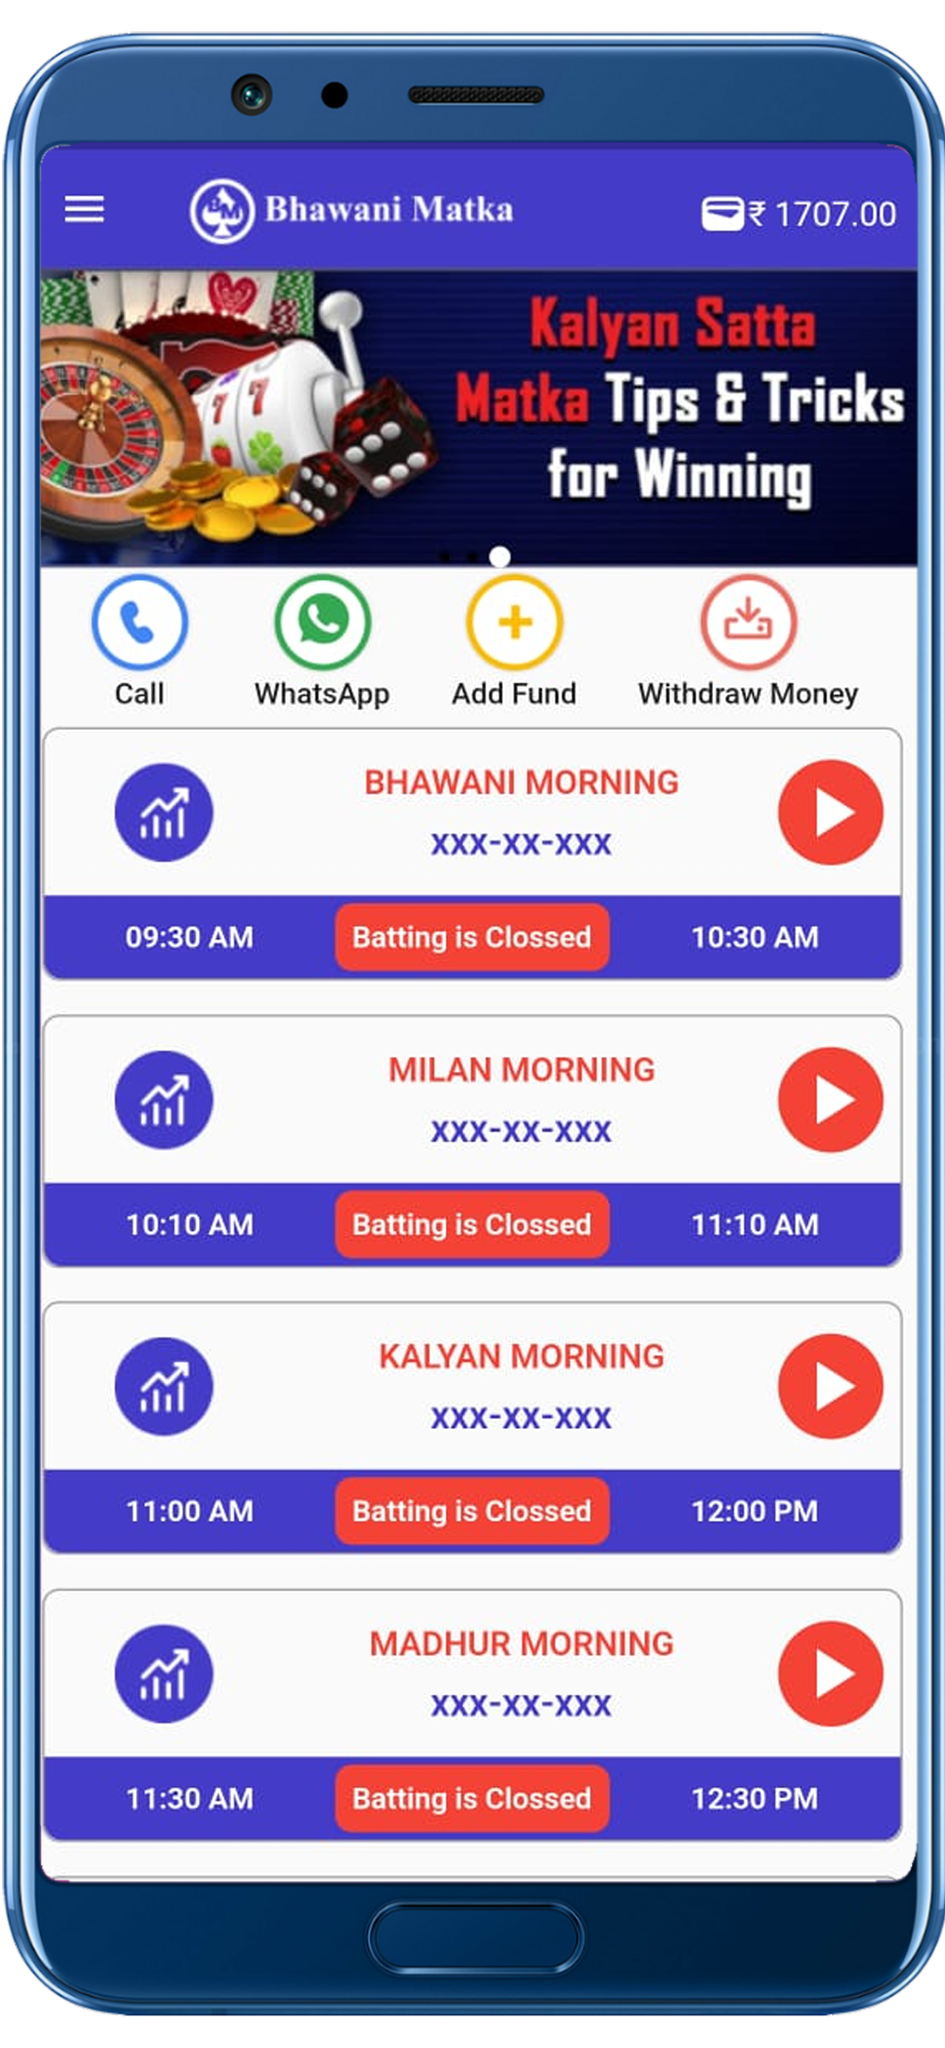 Bhawani Matka
₹ 1707.00
Kalyan Satta
Matka Tips & Tricks
for Winning
Call
WhatsApp
Add Fund
Withdraw Money
BHAWANI MORNING
XXX-XX-XXX
09:30 AM
Batting is Clossed
10:30 AM
MILAN MORNING
XXX-XX-XXX
10:10 AM
Batting is Clossed
11:10 AM
KALYAN MORNING
XXX-XX-XXX
11:00 AM
Batting is Clossed
12:00 PM
MADHUR MORNING
XXX-XX-XXX
11:30 AM
Batting is Clossed
12:30 PM